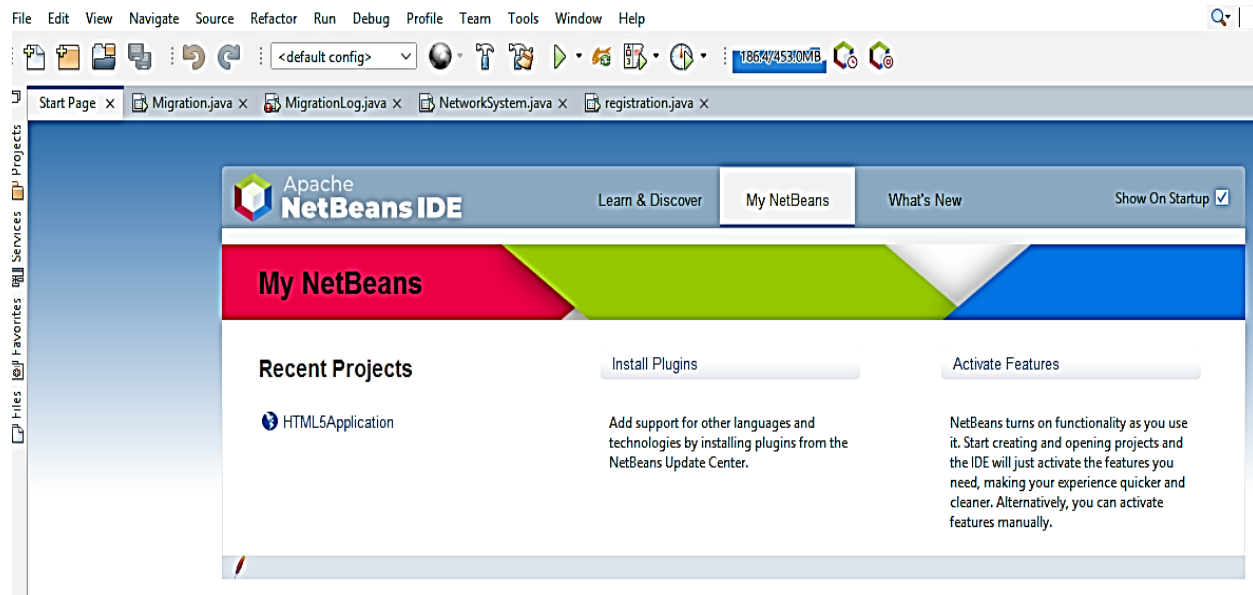 File Edit View Navigate Source Refactor Run Debug Profile Team Tools Window Help
<default config> 186.4/453.0MB
Start Page Migration.java MigrationLog.java NetworkSystem.java registration.java
Projects
Services
Favorites
Files
Apache
NetBeans IDE
Learn & Discover My NetBeans What's New Show On Startup
My NetBeans
Recent Projects
HTML5Application
Install Plugins
Add support for other languages and
technologies by installing plugins from the
NetBeans Update Center.
Activate Features
NetBeans turns on functionality as you use
it. Start creating and opening projects and
the IDE will just activate the features you
need, making your experience quicker and
cleaner. Alternatively, you can activate
features manually.